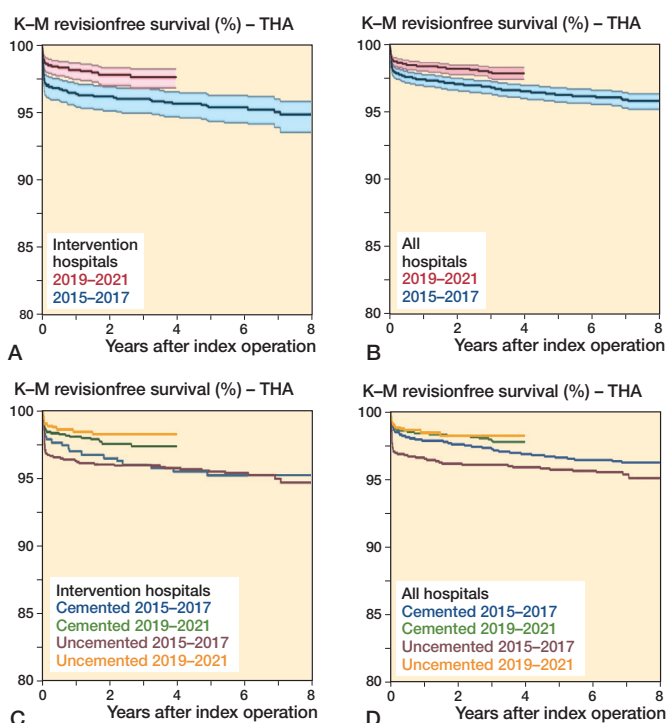 K–M revisionfree survival (%) – THA
100
95
90
85
80
0
2
4
6
8
Intervention
hospitals
2019–2021
2015–2017
Years after index operation
A
K–M revisionfree survival (%) – THA
100
95
90
85
80
0
2
4
6
8
All
hospitals
2019–2021
2015–2017
Years after index operation
B
K–M revisionfree survival (%) – THA
100
95
90
85
80
0
2
4
6
8
Intervention hospitals
Cemented 2015–2017
Cemented 2019–2021
Uncemented 2015–2017
Uncemented 2019–2021
Years after index operation
C
K–M revisionfree survival (%) – THA
100
95
90
85
80
0
2
4
6
8
All hospitals
Cemented 2015–2017
Cemented 2019–2021
Uncemented 2015–2017
Uncemented 2019–2021
Years after index operation
D